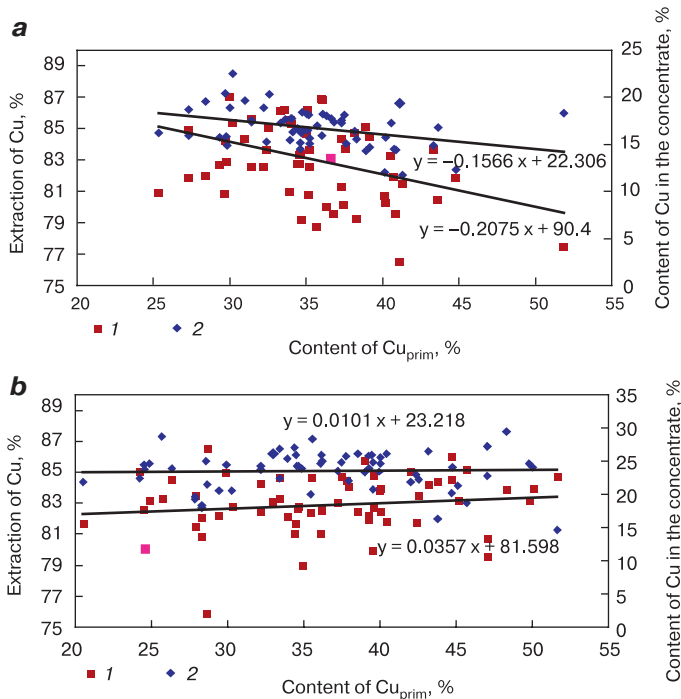 a
Extraction of Cu, %
89
87
85
83
81
79
77
75
25
20
15
10
5
0
Content of Cu in the concentrate, %
y = –0.1566 x + 22.306
y = –0.2075 x + 90.4
20 25 30 35 40 45 50 55
1 2
Content of Cuprim, %
b
Extraction of Cu, %
89
87
85
83
81
79
77
75
35
30
25
20
15
10
5
0
Content of Cu in the concentrate, %
y = 0.0101 x + 23.218
y = 0.0357 x + 81.598
20 25 30 35 40 45 50 55
1 2
Content of Cuprim, %